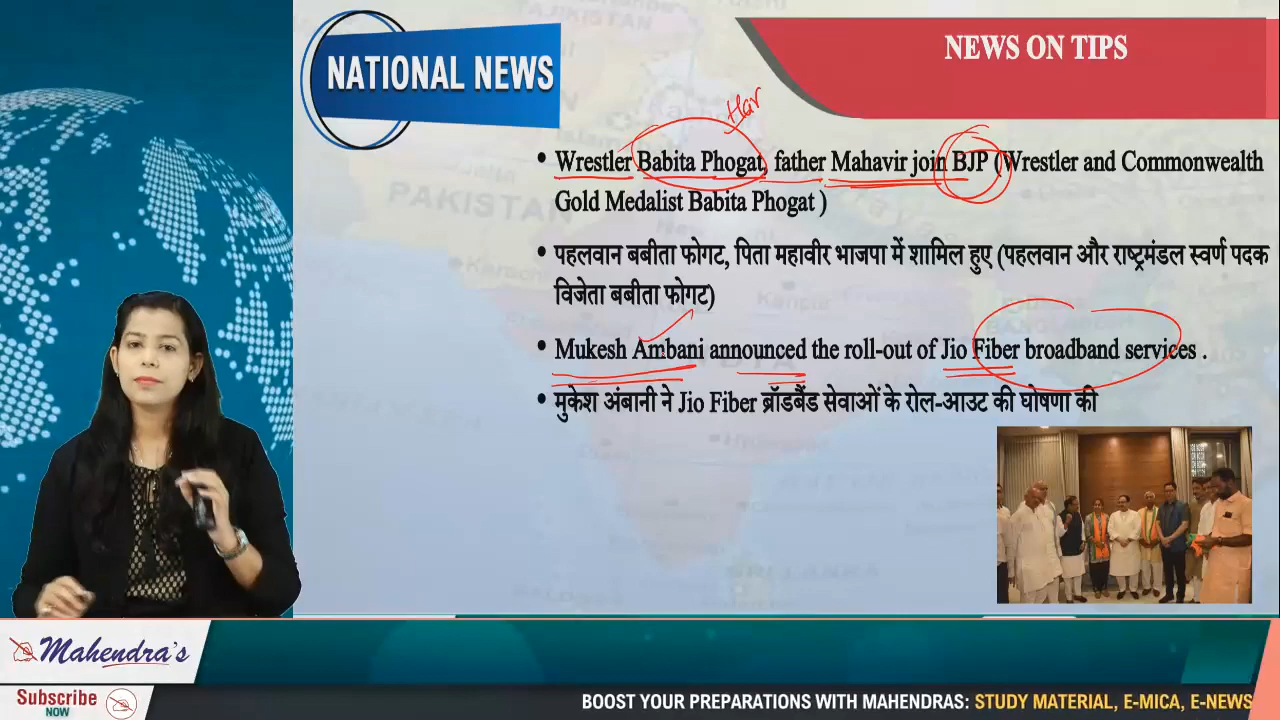 NATIONAL NEWS
NEWS ON TIPS
Har
• Wrestler Babita Phogat, father Mahavir join BJP (Wrestler and Commonwealth
Gold Medalist Babita Phogat )
• पहलवान बबीता फोगट, पिता महावीर भाजपा में शामिल हुए (पहलवान और राष्ट्रमंडल स्वर्ण पदक
विजेता बबीता फोगट)
• Mukesh Ambani announced the roll-out of Jio Fiber broadband services .
• मुकेश अंबानी ने Jio Fiber ब्रॉडबैंड सेवाओं के रोल-आउट की घोषणा की
Mahendra's
Subscribe
NOW
BOOST YOUR PREPARATIONS WITH MAHENDRAS: STUDY MATERIAL, E-MICA, E-NEWS